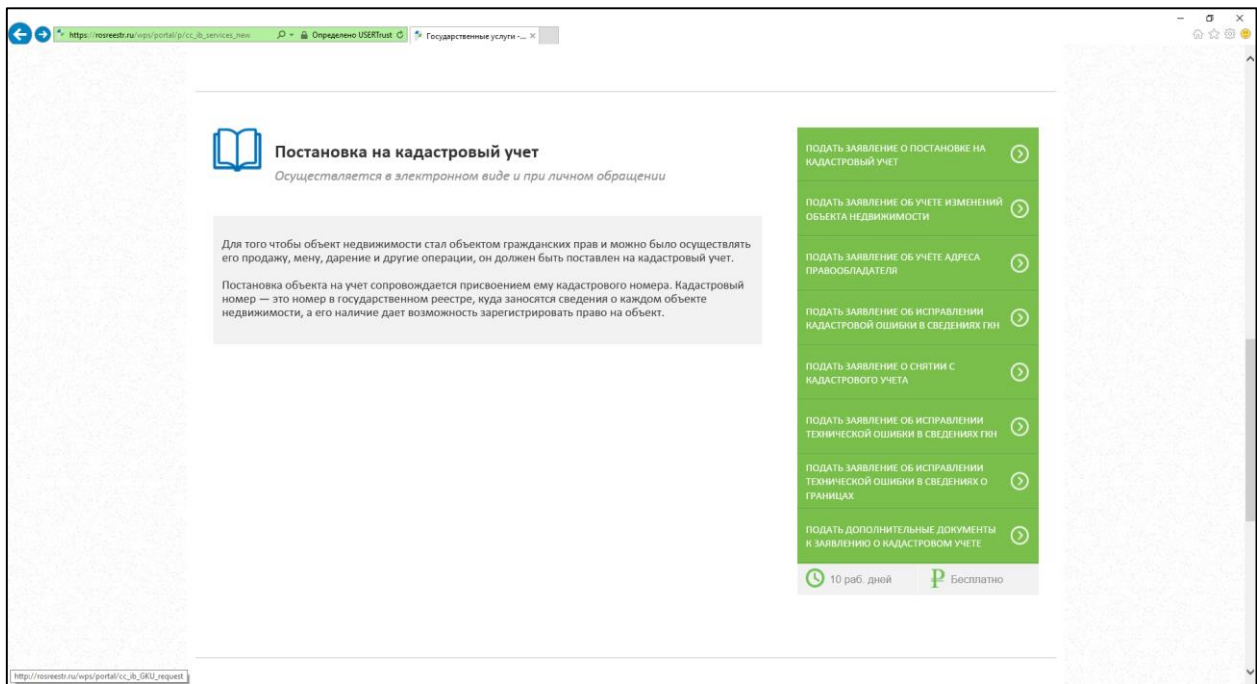 https://rosreestr.ru/wps/portal/p/cc_ib_services_new
Определено USERTrust
Государственные услуги -...
Постановка на кадастровый учет
Осуществляется в электронном виде и при личном обращении
Для того чтобы объект недвижимости стал объектом гражданских прав и можно было осуществлять
его продажу, мену, дарение и другие операции, он должен быть поставлен на кадастровый учет.
Постановка объекта на учет сопровождается присвоением ему кадастрового номера. Кадастровый
номер — это номер в государственном реестре, куда заносятся сведения о каждом объекте
недвижимости, а его наличие дает возможность зарегистрировать право на объект.
ПОДАТЬ ЗАЯВЛЕНИЕ О ПОСТАНОВКЕ НА
КАДАСТРОВЫЙ УЧЕТ
ПОДАТЬ ЗАЯВЛЕНИЕ ОБ УЧЕТЕ ИЗМЕНЕНИЙ
ОБЪЕКТА НЕДВИЖИМОСТИ
ПОДАТЬ ЗАЯВЛЕНИЕ ОБ УЧЁТЕ АДРЕСА
ПРАВООБЛАДАТЕЛЯ
ПОДАТЬ ЗАЯВЛЕНИЕ ОБ ИСПРАВЛЕНИИ
КАДАСТРОВОЙ ОШИБКИ В СВЕДЕНИЯХ ГКН
ПОДАТЬ ЗАЯВЛЕНИЕ О СНЯТИИ С
КАДАСТРОВОГО УЧЕТА
ПОДАТЬ ЗАЯВЛЕНИЕ ОБ ИСПРАВЛЕНИИ
ТЕХНИЧЕСКОЙ ОШИБКИ В СВЕДЕНИЯХ ГКН
ПОДАТЬ ЗАЯВЛЕНИЕ ОБ ИСПРАВЛЕНИИ
ТЕХНИЧЕСКОЙ ОШИБКИ В СВЕДЕНИЯХ О
ГРАНИЦАХ
ПОДАТЬ ДОПОЛНИТЕЛЬНЫЕ ДОКУМЕНТЫ
К ЗАЯВЛЕНИЮ О КАДАСТРОВОМ УЧЕТЕ
10 раб. дней
₽ Бесплатно
http://rosreestr.ru/wps/portal/cc_ib_GKU_request